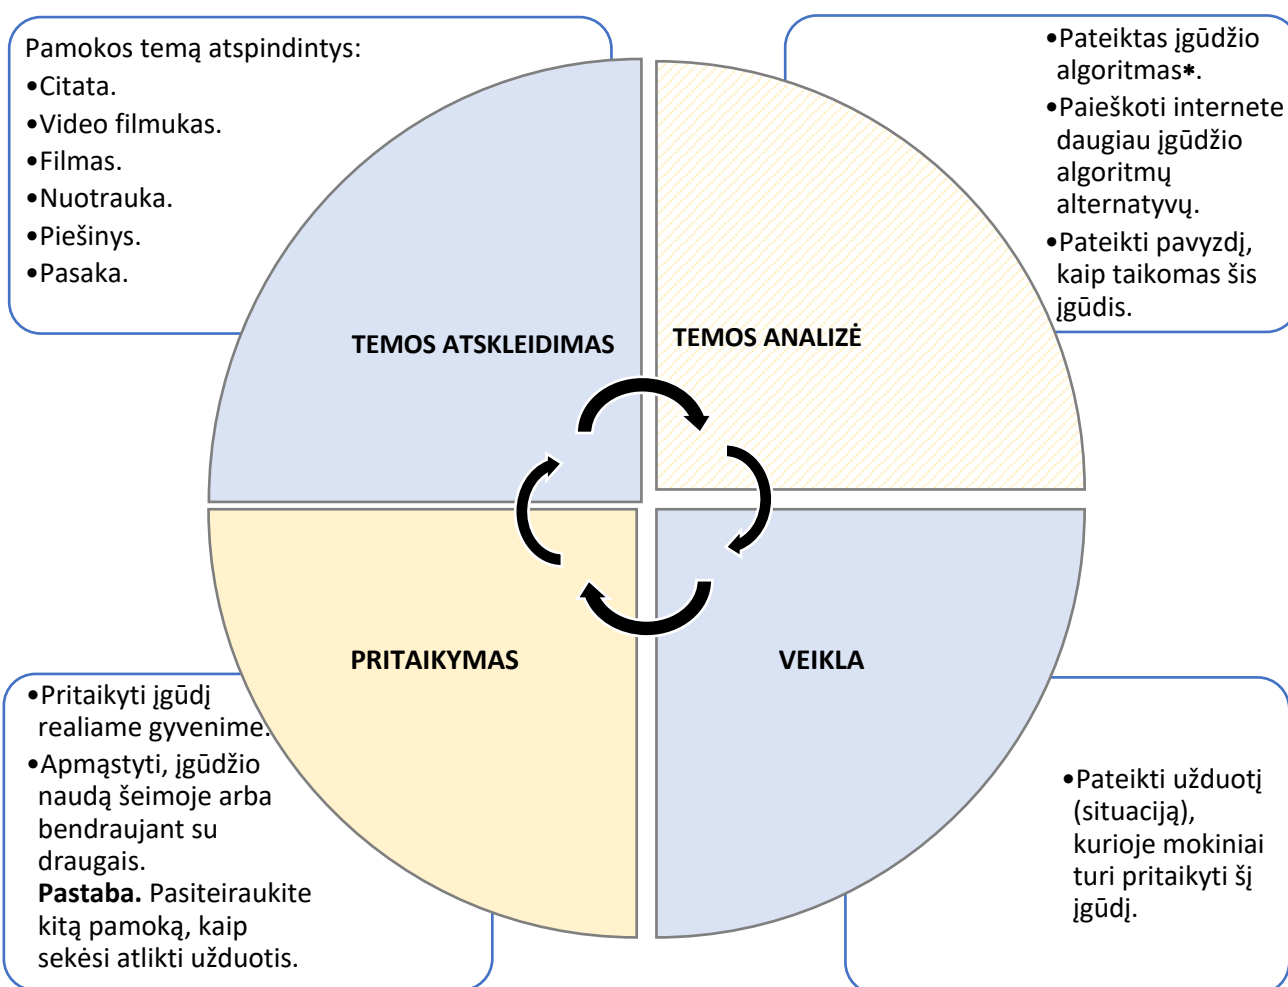 Pamokos temą atspindintys:
•Citata.
•Video filmukas.
•Filmas.
•Nuotrauka.
•Piešinys.
•Pasaka.
•Pateiktas įgūdžio
algoritmas*.
•Paieškoti internete
daugiau įgūdžio
algoritmų
alternatyvų.
•Pateikti pavyzdį,
kaip taikomas šis
įgūdis.
TEMOS ATSKLEIDIMAS
TEMOS ANALIZĖ
PRITAIKYMAS
VEIKLA
•Pritaikyti įgūdį
realiame gyvenime.
•Apmąstyti, įgūdžio
naudą šeimoje arba
bendraujant su
draugais.
Pastaba. Pasiteiraukite
kitą pamoką, kaip
sekėsi atlikti užduotis.
•Pateikti užduotį
(situaciją),
kurioje mokiniai
turi pritaikyti šį
įgūdį.